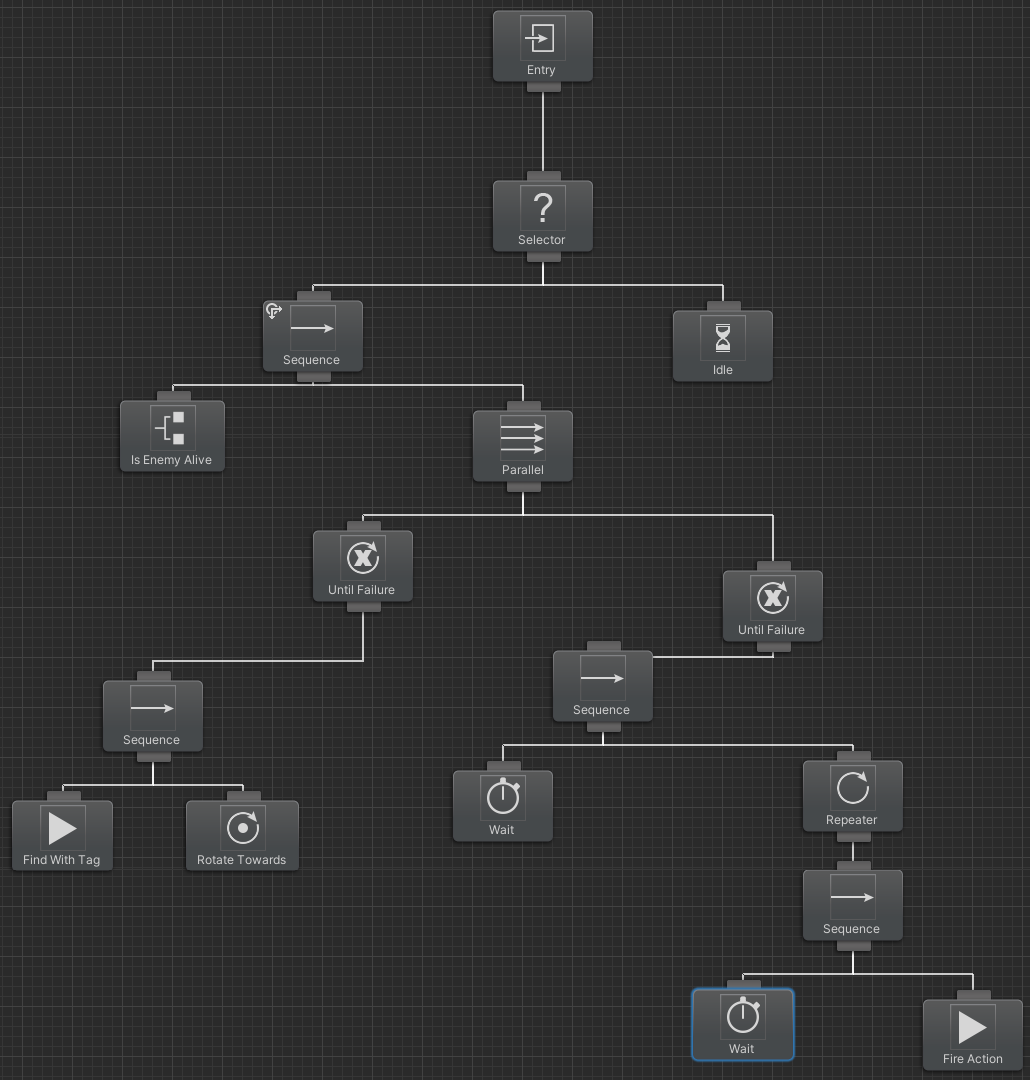 Entry
?
Selector
Sequence
Idle
Is Enemy Alive
Parallel
X
Until Failure
X
Until Failure
Sequence
Sequence
Wait
Repeater
Find With Tag
Rotate Towards
Sequence
Wait
Fire Action